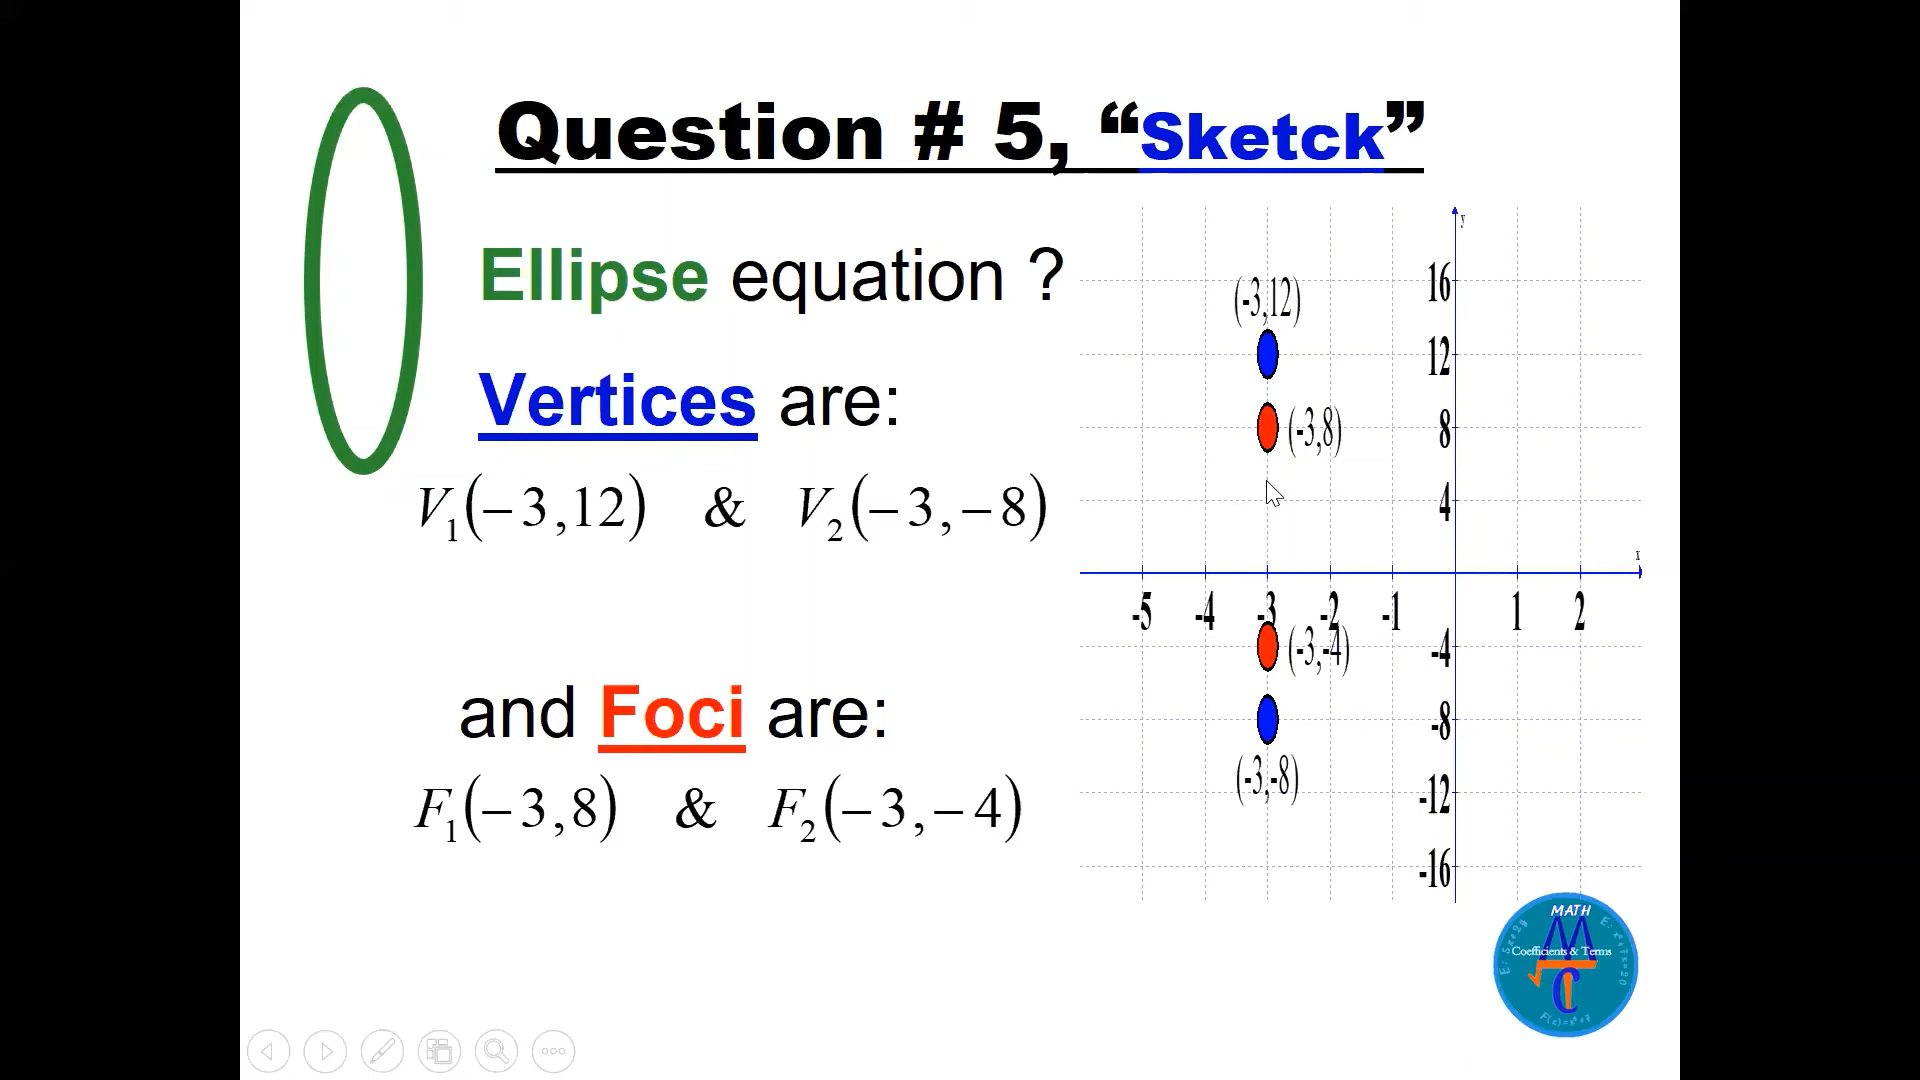 Question # 5, “Sketck”
Ellipse equation ?
Vertices are:
V₁(−3,12) & V₂(−3,−8)
and Foci are:
F₁(−3,8) & F₂(−3,−4)
y
16
(-3,12)
12
(-3,8)
8
4
x
-5 -4 -3 -2 -1 1 2
(-3,-4)
-4
-8
(-3,-8)
-12
-16
MATH
Coefficients & Terms